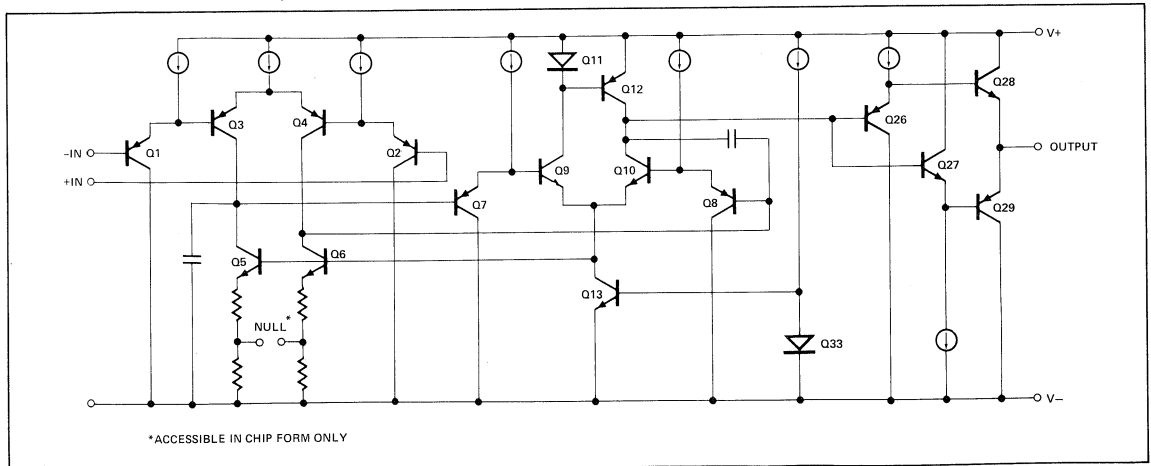 V+
Q11
Q28
Q3
Q4
Q12
Q26
Q1
Q2
OUTPUT
–IN
Q27
Q9
Q10
+IN
Q7
Q8
Q29
Q5
Q6
Q13
NULL*
Q33
V–
*ACCESSIBLE IN CHIP FORM ONLY